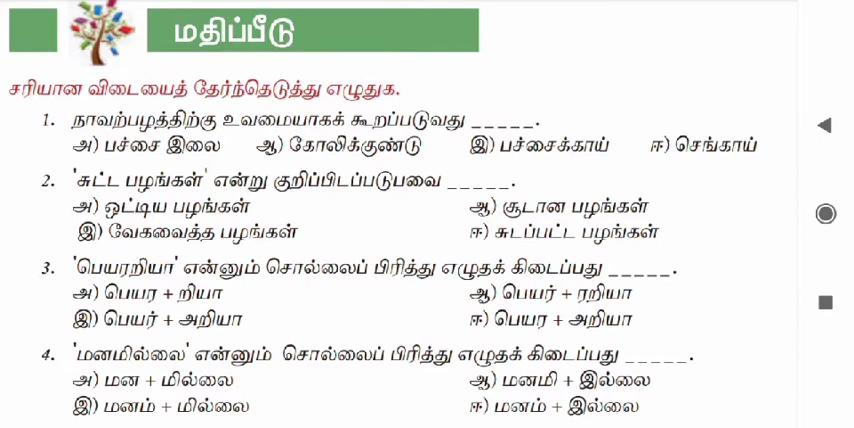 மதிப்பீடு
சரியான விடையைத் தேர்ந்தெடுத்து எழுதுக.
1. நாவற்பழத்திற்கு உவமையாகக் கூறப்படுவது _____.
அ) பச்சை இலை ஆ) கோலிக்குண்டு இ) பச்சைக்காய் ஈ) செங்காய்
2. 'சுட்ட பழங்கள்' என்று குறிப்பிடப்படுபவை _____.
அ) ஒட்டிய பழங்கள் ஆ) சூடான பழங்கள்
இ) வேகவைத்த பழங்கள் ஈ) சுடப்பட்ட பழங்கள்
3. 'பெயரறியா' என்னும் சொல்லைப் பிரித்து எழுதக் கிடைப்பது _____.
அ) பெயர + றியா ஆ) பெயர் + ரறியா
இ) பெயர் + அறியா ஈ) பெயர + அறியா
4. 'மனமில்லை' என்னும் சொல்லைப் பிரித்து எழுதக் கிடைப்பது _____.
அ) மன + மில்லை ஆ) மனமி + இல்லை
இ) மனம் + மில்லை ஈ) மனம் + இல்லை